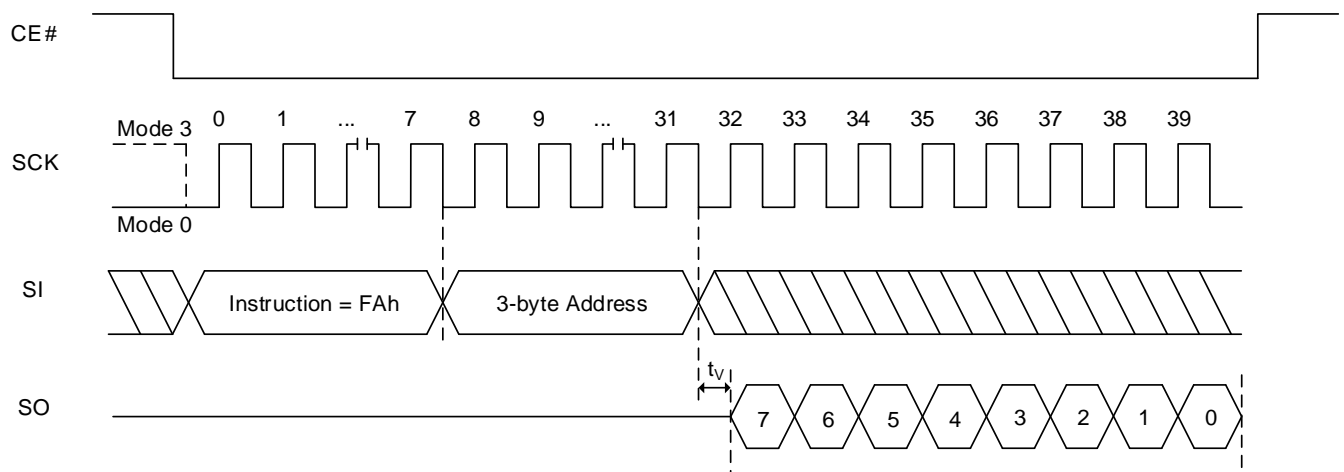 CE#
Mode 3
0 1 ... 7 8 9 ... 31 32 33 34 35 36 37 38 39
SCK
Mode 0
SI
Instruction = FAh
3-byte Address
tV
SO
7 6 5 4 3 2 1 0